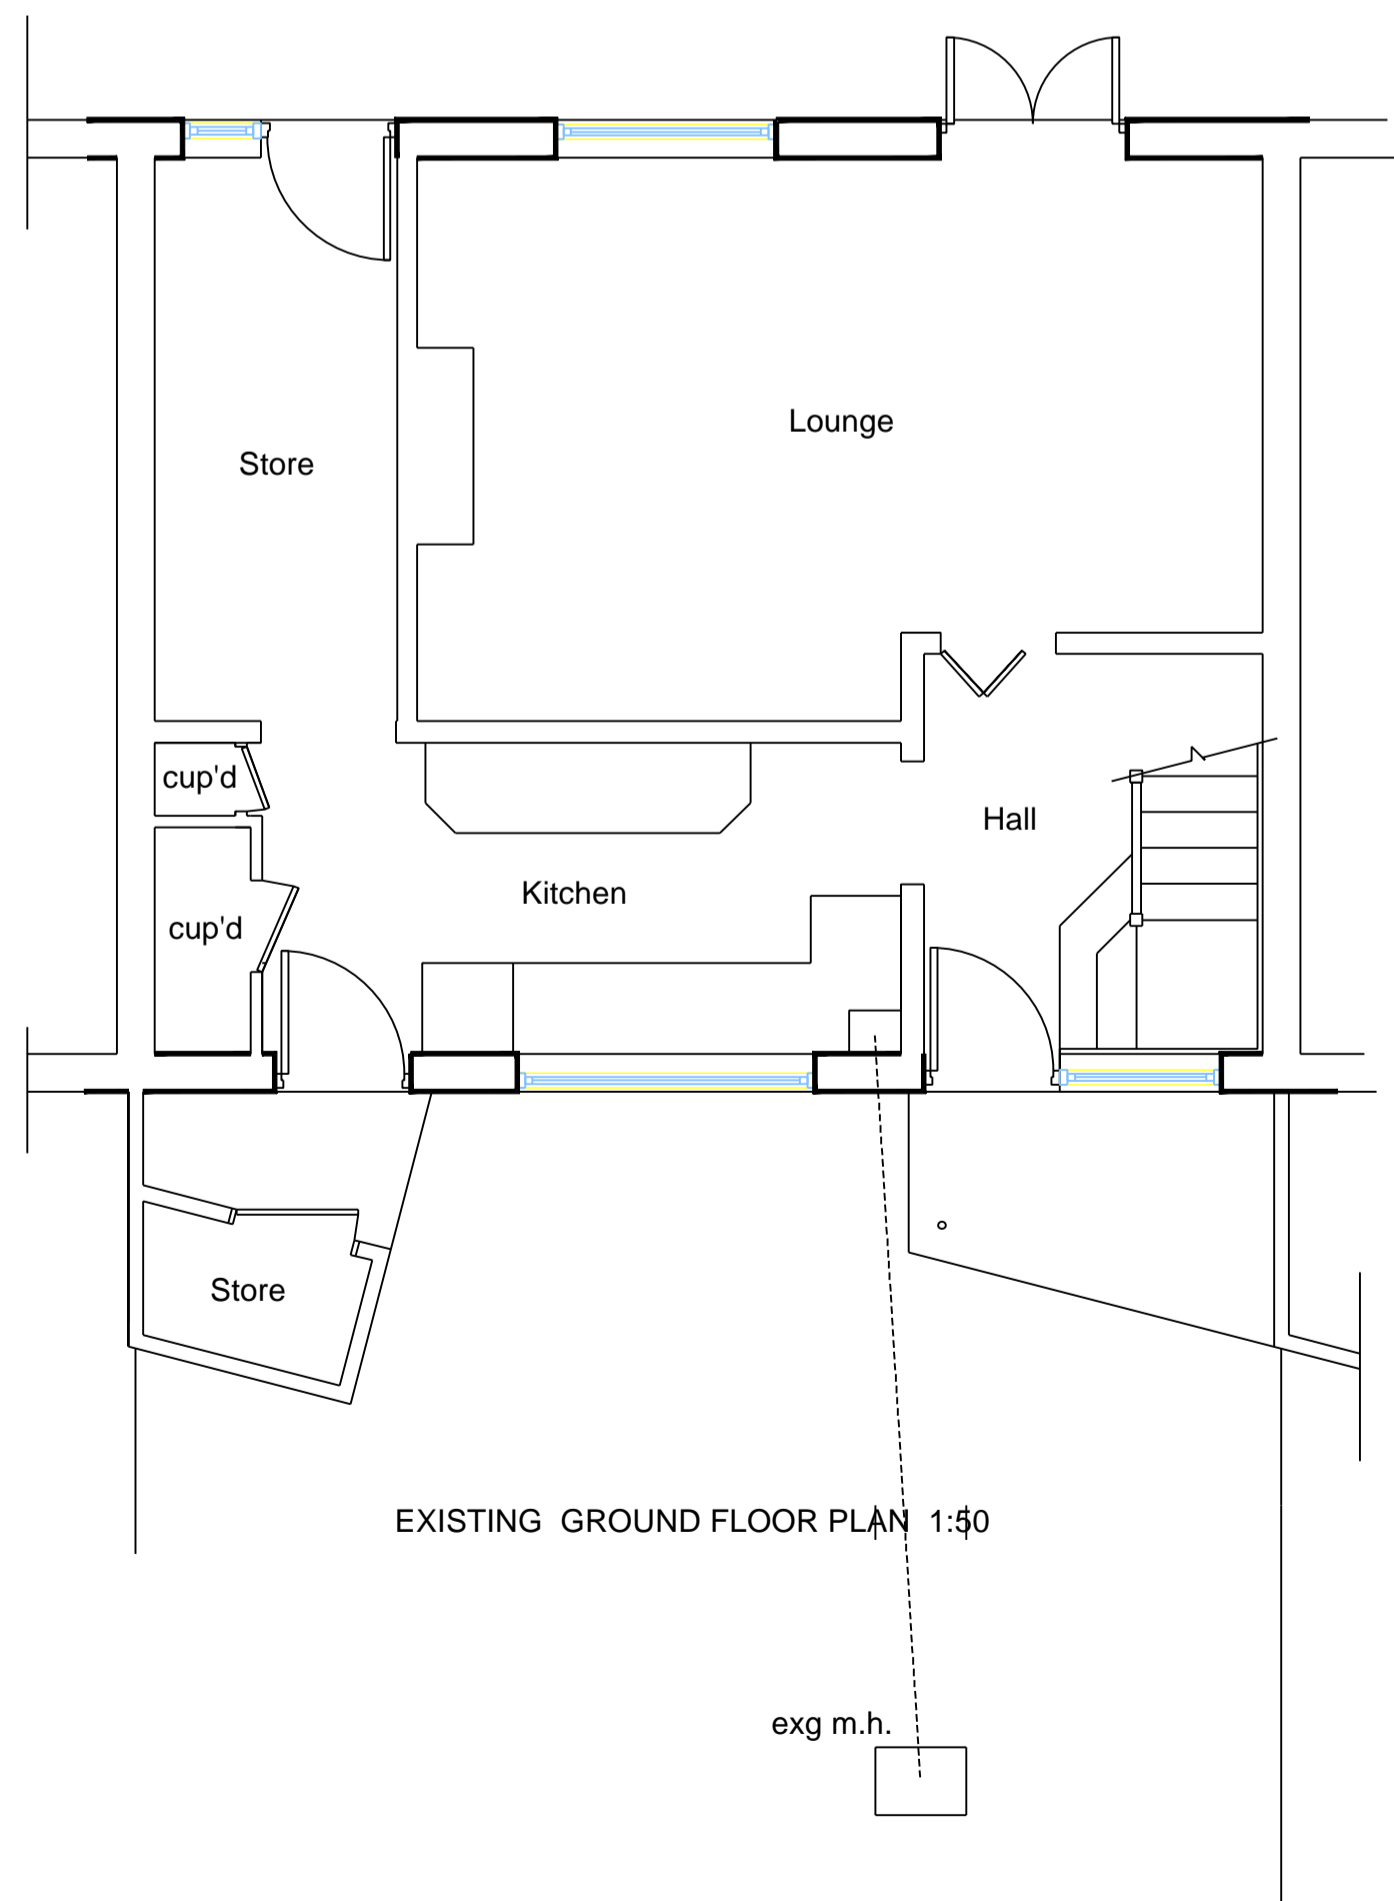 Lounge
Store
cup'd
Hall
Kitchen
cup'd
Store
EXISTING GROUND FLOOR PLAN 1:50
exg m.h.